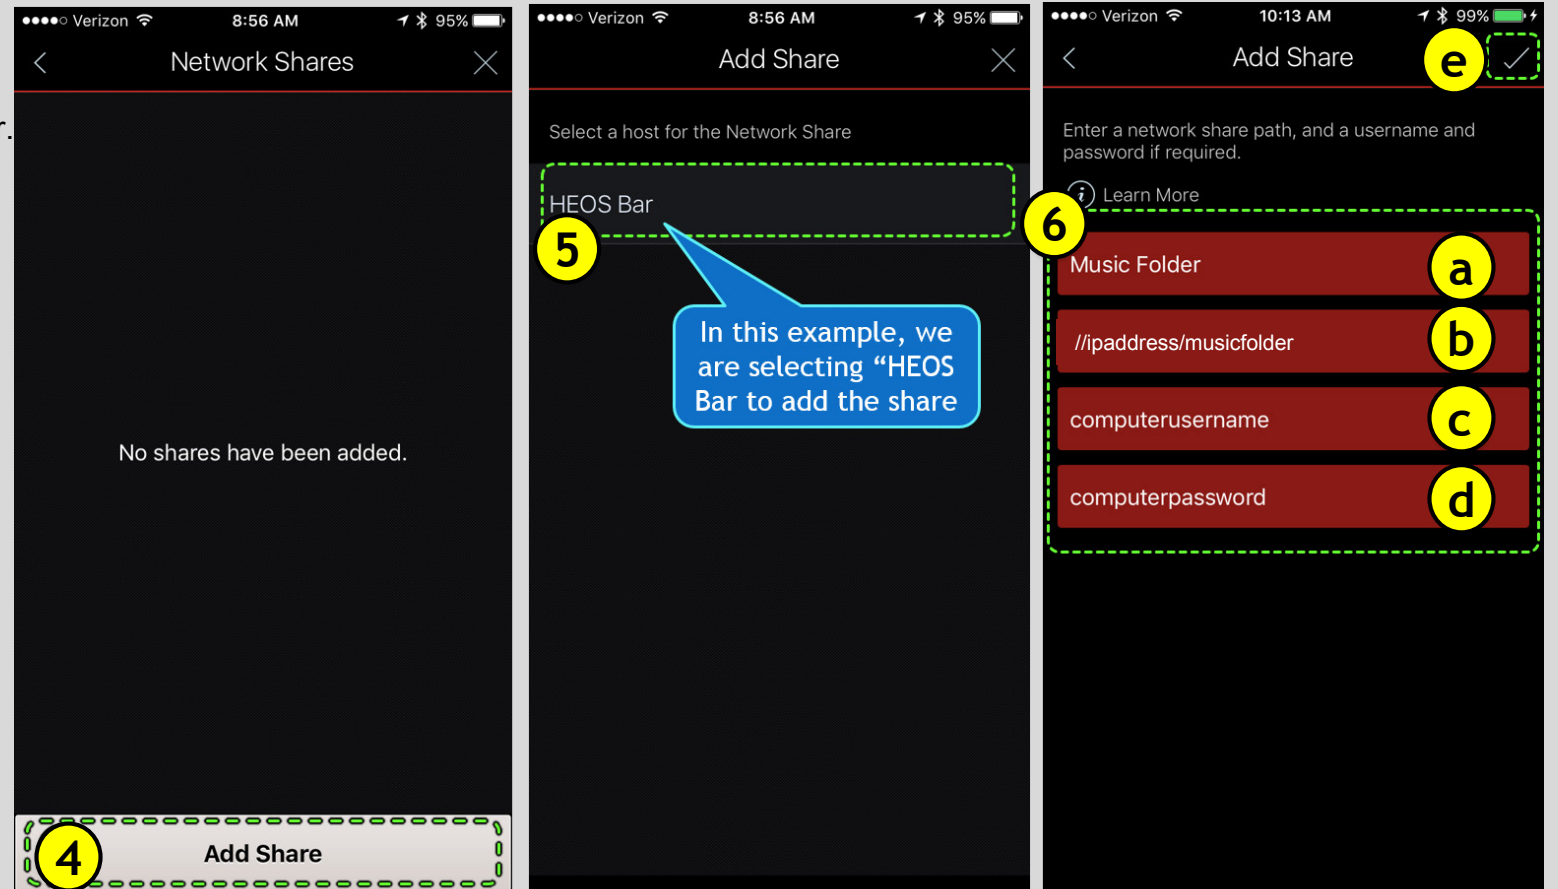 r.
Verizon 8:56 AM 95%
Network Shares
No shares have been added.
4
Add Share
Verizon 8:56 AM 95%
Add Share
Select a host for the Network Share
HEOS Bar
5
In this example, we
are selecting “HEOS
Bar to add the share
Verizon 10:13 AM 99%
Add Share
e
Enter a network share path, and a username and
password if required.
i Learn More
6
Music Folder a
//ipaddress/musicfolder b
computerusername c
computerpassword d